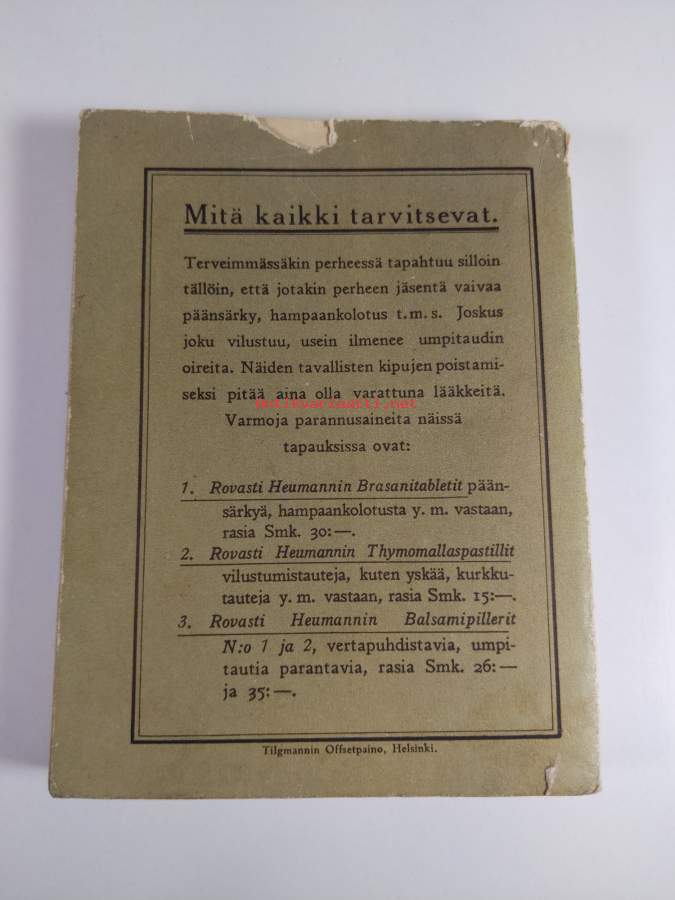 Mitä kaikki tarvitsevat.
Terveimmässäkin perheessä tapahtuu silloin
tällöin, että jotakin perheen jäsentä vaivaa
päänsärky, hampaankolotus t.m.s. Joskus
joku vilustuu, usein ilmenee umpitaudin
oireita. Näiden tavallisten kipujen poistami-
seksi pitää aina olla varattuna lääkkeitä.
antikvariaatti.net
Varmoja parannusaineita näissä
tapauksissa ovat:
1. Rovasti Heumannin Brasanitabletit pään-
särkyä, hampaankolotusta y. m. vastaan,
rasia Smk. 30:—.
2. Rovasti Heumannin Thymomallaspastillit
vilustumistauteja, kuten yskää, kurkku-
tauteja y. m. vastaan, rasia Smk. 15:—.
3. Rovasti Heumannin Balsamipillerit
N:o 1 ja 2, vertapuhdistavia, umpi-
tautia parantavia, rasia Smk. 26:—
ja 35:—.
Tilgmannin Offsetpaino, Helsinki.